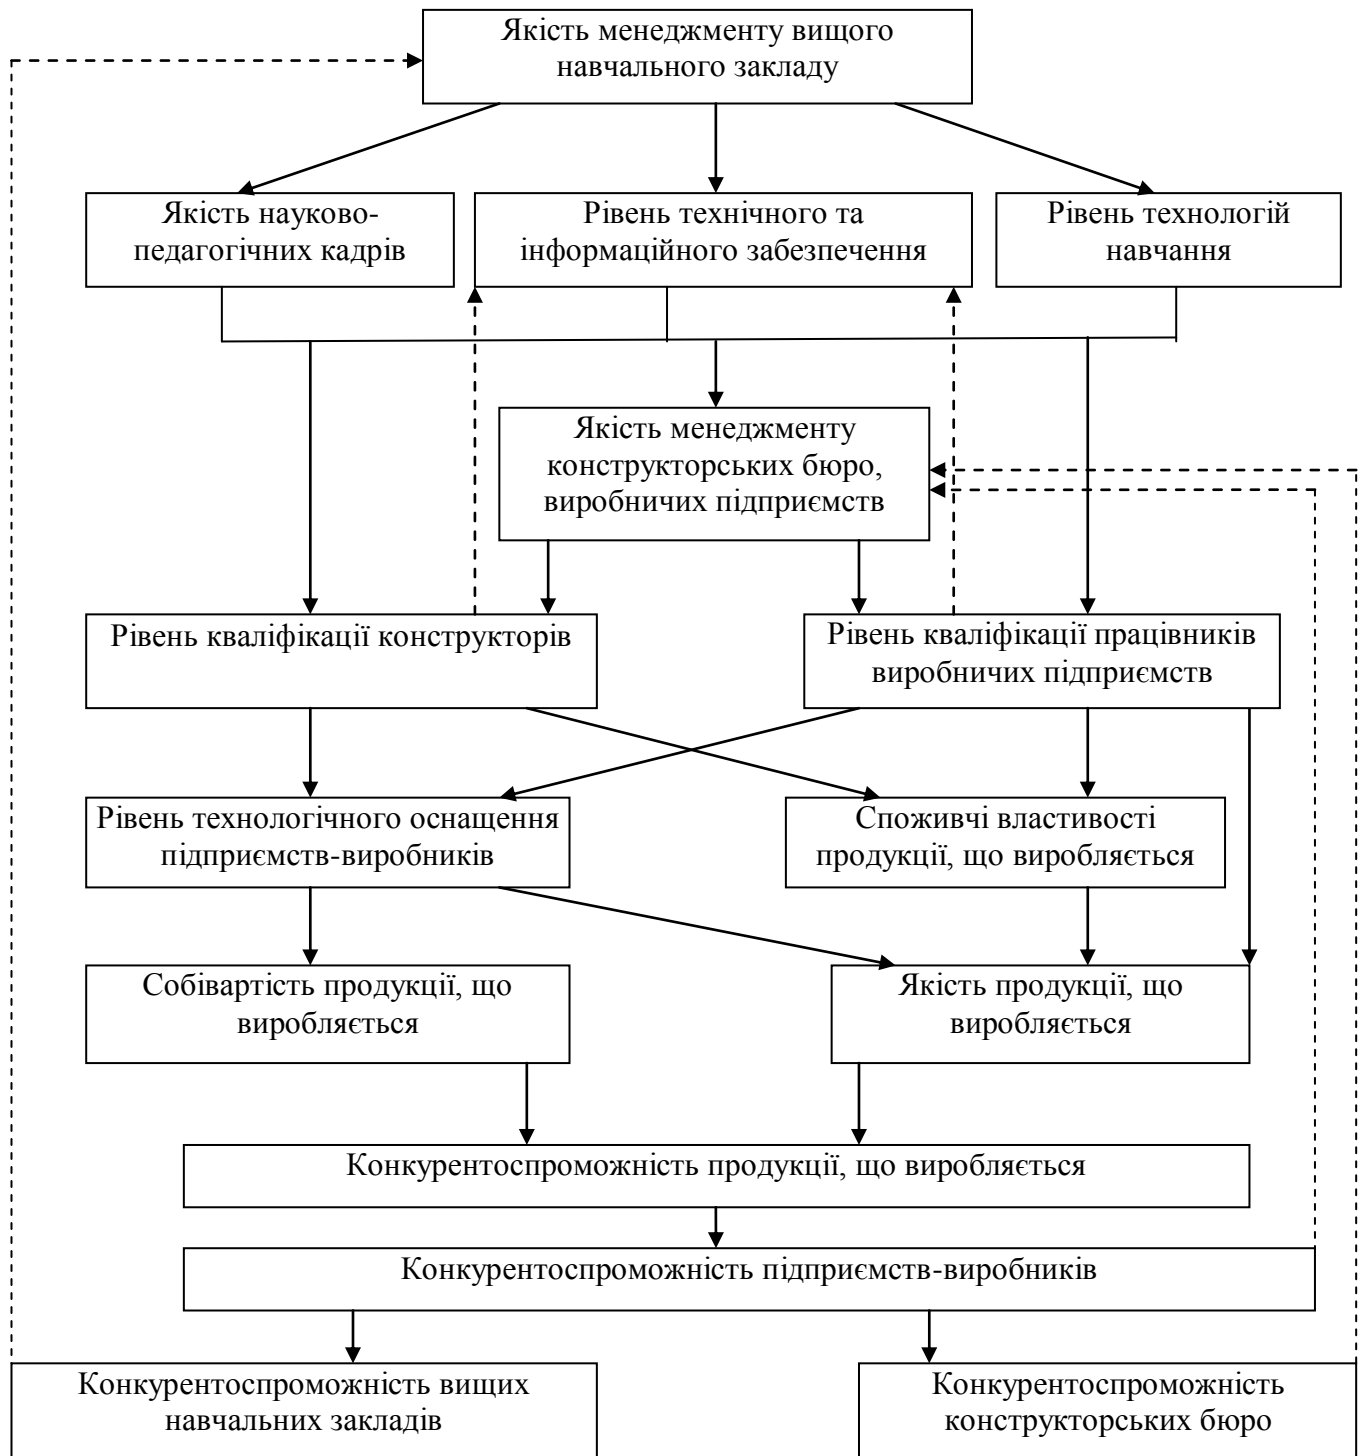 Якість менеджменту вищого
навчального закладу
Якість науково-
педагогічних кадрів
Рівень технічного та
інформаційного забезпечення
Рівень технологій
навчання
Якість менеджменту
конструкторських бюро,
виробничих підприємств
Рівень кваліфікації конструкторів
Рівень кваліфікації працівників
виробничих підприємств
Рівень технологічного оснащення
підприємств-виробників
Споживчі властивості
продукції, що виробляється
Собівартість продукції, що
виробляється
Якість продукції, що
виробляється
Конкурентоспроможність продукції, що виробляється
Конкурентоспроможність підприємств-виробників
Конкурентоспроможність вищих
навчальних закладів
Конкурентоспроможність
конструкторських бюро